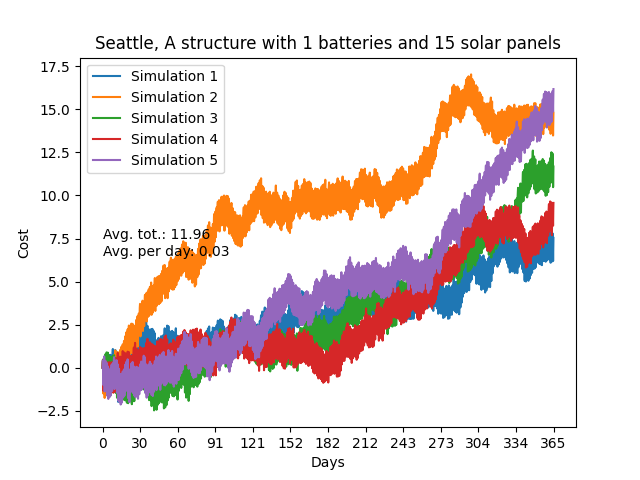 Seattle, A structure with 1 batteries and 15 solar panels
17.5
15.0
12.5
10.0
7.5
5.0
2.5
0.0
−2.5
Cost
Simulation 1
Simulation 2
Simulation 3
Simulation 4
Simulation 5
Avg. tot.: 11.96
Avg. per day: 0.03
0 30 60 91 121 152 182 212 243 273 304 334 365
Days